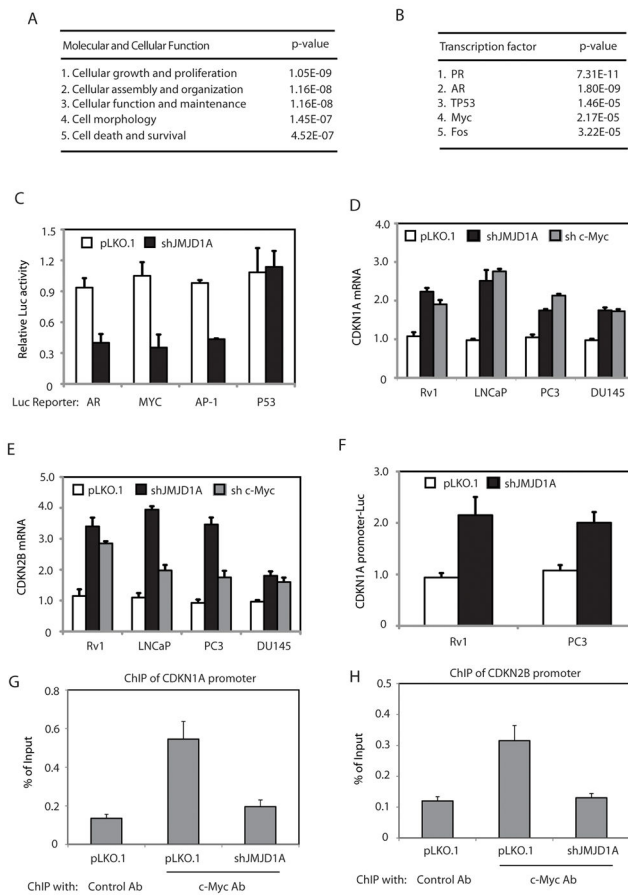 A
Molecular and Cellular Function p-value
1. Cellular growth and proliferation 1.05E-09
2. Cellular assembly and organization 1.16E-08
3. Cellular function and maintenance 1.16E-08
4. Cell morphology 1.45E-07
5. Cell death and survival 4.52E-07
B
Transcription factor p-value
1. PR 7.31E-11
2. AR 1.80E-09
3. TP53 1.46E-05
4. Myc 2.17E-05
5. Fos 3.22E-05
C
pLKO.1 shJMJD1A
Relative Luc activity
1.5
1.2
0.9
0.6
0.3
0
Luc Reporter: AR MYC AP-1 P53
D
pLKO.1 shJMJD1A sh c-Myc
CDKN1A mRNA
4.0
3.0
2.0
1.0
0
Rv1 LNCaP PC3 DU145
E
pLKO.1 shJMJD1A sh c-Myc
CDKN2B mRNA
5.0
4.0
3.0
2.0
1.0
0
Rv1 LNCaP PC3 DU145
F
pLKO.1 shJMJD1A
CDKN1A promoter-Luc
3.0
2.0
1.0
0
Rv1 PC3
G
ChIP of CDKN1A promoter
% of Input
0.8
0.6
0.4
0.2
0
pLKO.1 pLKO.1 shJMJD1A
ChIP with: Control Ab c-Myc Ab
H
ChIP of CDKN2B promoter
% of Input
0.5
0.4
0.3
0.2
0.1
0
pLKO.1 pLKO.1 shJMJD1A
ChIP with: Control Ab c-Myc Ab